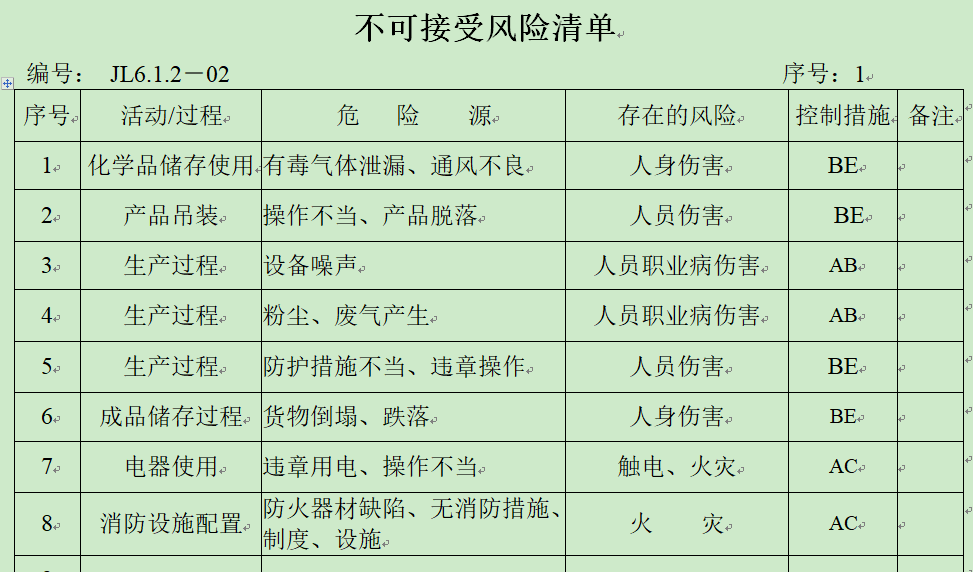 不可接受风险清单
编号： JL6.1.2－02 序号：1
序号 活动/过程 危 险 源 存在的风险 控制措施 备注
1 化学品储存使用 有毒气体泄漏、通风不良 人身伤害 BE
2 产品吊装 操作不当、产品脱落 人员伤害 BE
3 生产过程 设备噪声 人员职业病伤害 AB
4 生产过程 粉尘、废气产生 人员职业病伤害 AB
5 生产过程 防护措施不当、违章操作 人员伤害 BE
6 成品储存过程 货物倒塌、跌落 人身伤害 BE
7 电器使用 违章用电、操作不当 触电、火灾 AC
8 消防设施配置 防火器材缺陷、无消防措施、
制度、设施 火 灾 AC